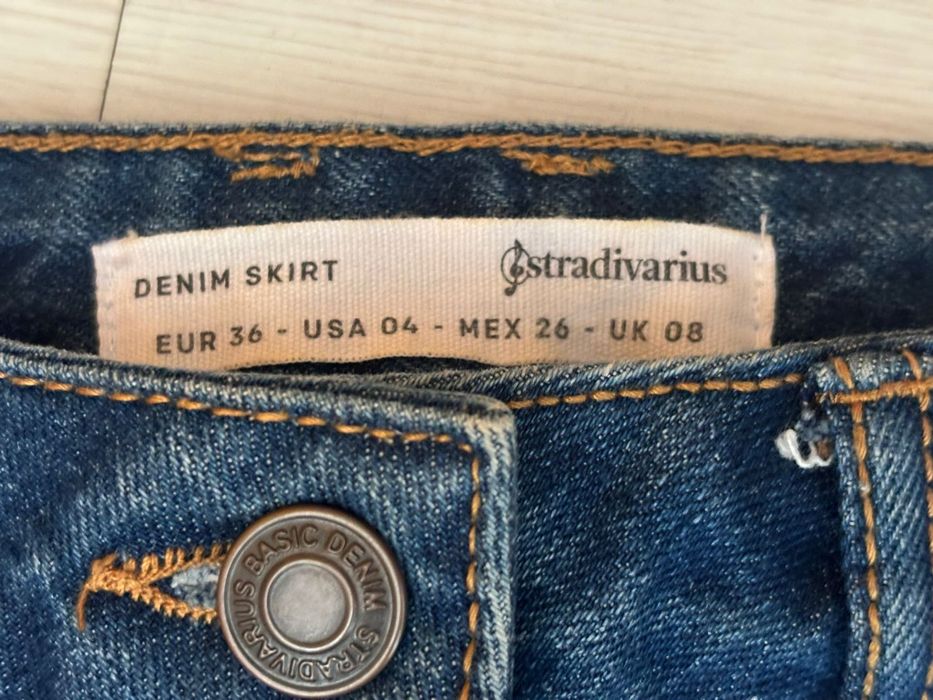 DENIM SKIRT
stradivarius
EUR 36 - USA 04 - MEX 26 - UK 08
STRADIVARIUS BASIC DENIM